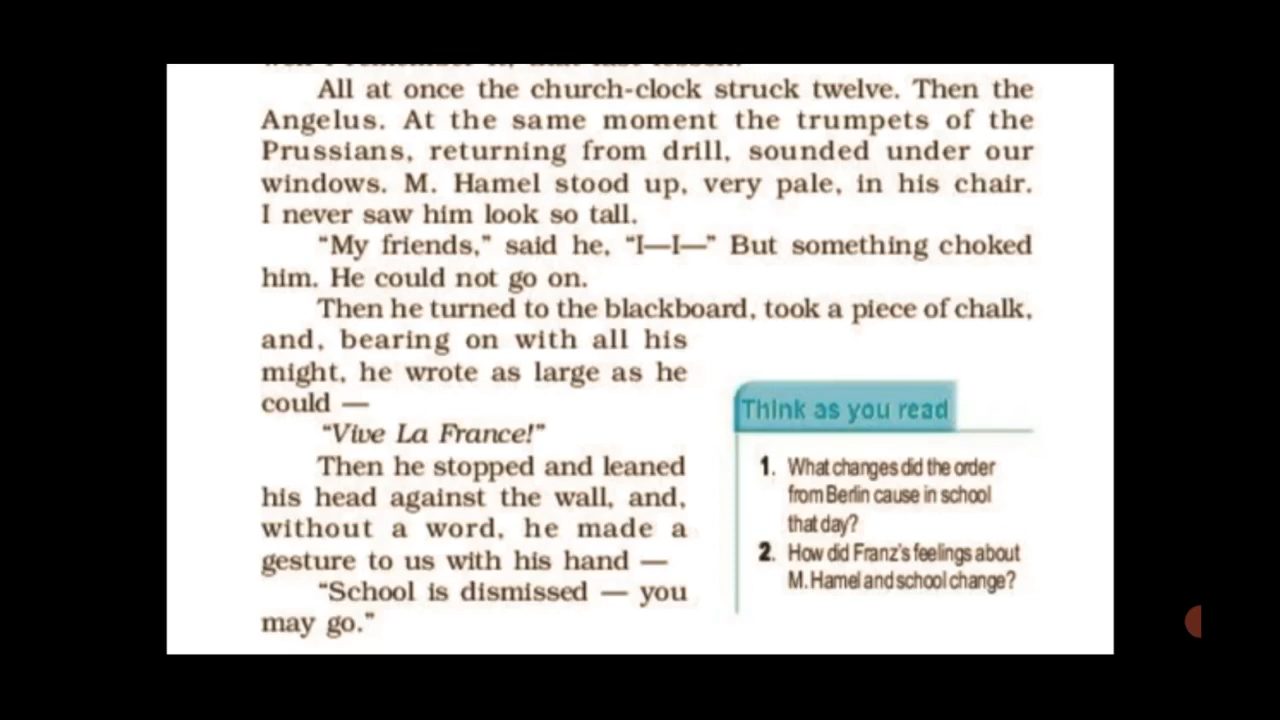 All at once the church-clock struck twelve. Then the
Angelus. At the same moment the trumpets of the
Prussians, returning from drill, sounded under our
windows. M. Hamel stood up, very pale, in his chair.
I never saw him look so tall.
“My friends,” said he, “I—I—” But something choked
him. He could not go on.
Then he turned to the blackboard, took a piece of chalk,
and, bearing on with all his
might, he wrote as large as he
could —
“Vive La France!”
Then he stopped and leaned
his head against the wall, and,
without a word, he made a
gesture to us with his hand —
“School is dismissed — you
may go.”
Think as you read
1. What changes did the order
from Berlin cause in school
that day?
2. How did Franz's feelings about
M. Hamel and school change?